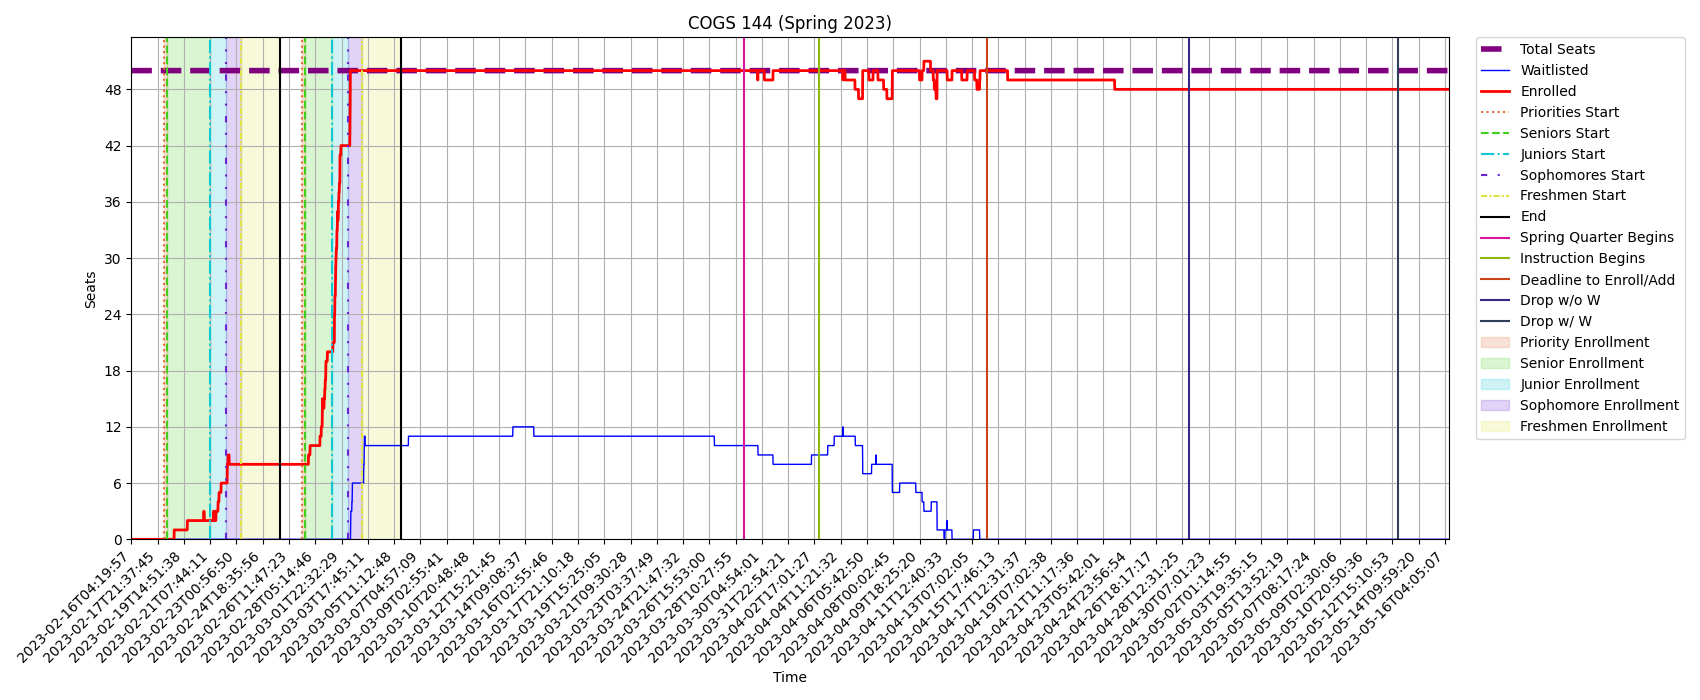 COGS 144 (Spring 2023)
Seats
48
42
36
30
24
18
12
6
0
2023-02-16T04:19:57
2023-02-17T21:37:45
2023-02-19T14:51:38
2023-02-21T07:44:11
2023-02-23T00:56:50
2023-02-24T18:35:56
2023-02-26T11:47:23
2023-02-28T05:14:46
2023-03-01T22:32:29
2023-03-03T17:45:11
2023-03-05T11:12:48
2023-03-07T04:57:09
2023-03-09T02:55:41
2023-03-10T20:48:48
2023-03-12T15:21:45
2023-03-14T09:08:37
2023-03-16T02:55:46
2023-03-17T21:10:18
2023-03-19T15:25:05
2023-03-21T09:30:28
2023-03-23T03:37:49
2023-03-24T21:47:32
2023-03-26T15:53:00
2023-03-28T10:27:55
2023-03-30T04:54:01
2023-03-31T22:54:21
2023-04-02T17:01:27
2023-04-04T11:21:32
2023-04-06T05:42:50
2023-04-08T00:02:45
2023-04-09T18:25:20
2023-04-11T12:40:33
2023-04-13T07:02:05
2023-04-15T17:46:13
2023-04-17T12:31:37
2023-04-19T07:02:38
2023-04-21T11:17:36
2023-04-23T05:42:01
2023-04-24T23:56:54
2023-04-26T18:17:17
2023-04-28T12:31:25
2023-04-30T07:01:23
2023-05-02T01:14:55
2023-05-03T19:35:15
2023-05-05T13:52:19
2023-05-07T08:17:24
2023-05-09T02:30:06
2023-05-10T20:50:36
2023-05-12T15:10:53
2023-05-14T09:59:20
2023-05-16T04:05:07
Time
Total Seats
Waitlisted
Enrolled
Priorities Start
Seniors Start
Juniors Start
Sophomores Start
Freshmen Start
End
Spring Quarter Begins
Instruction Begins
Deadline to Enroll/Add
Drop w/o W
Drop w/ W
Priority Enrollment
Senior Enrollment
Junior Enrollment
Sophomore Enrollment
Freshmen Enrollment